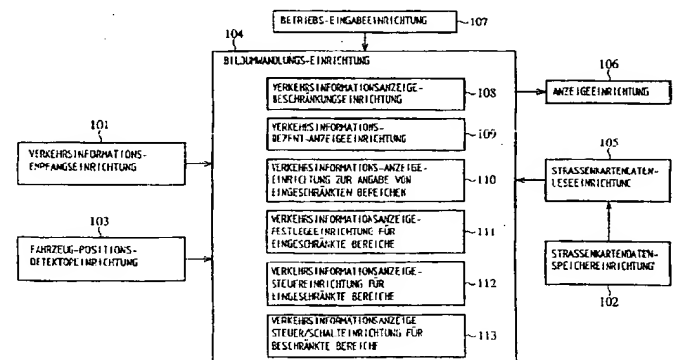 BETRIEBS-EINGABEEINRICHTUNG
107
104
BILDUMWANDLUNGS-EINRICHTUNG
VERKEHRSINFORMATIONSANZEIGE-
BESCHRÄNKUNGSEINRICHTUNG
108
VERKEHRSINFORMATIONS-
DEZENT-ANZEIGEEINRICHTUNG
109
VERKEHRSINFORMATIONS-ANZEIGE-
EINRICHTUNG ZUR ANGABE VON
EINGESCHRÄNKTEN BEREICHEN
110
VERKEHRSINFORMATIONSANZEIGE-
FESTLEGEEINRICHTUNG FÜR
EINGESCHRÄNKTE BEREICHE
111
VERKEHRSINFORMATIONSANZEIGE-
STEUEREINRICHTUNG FÜR
EINGESCHRÄNKTE BEREICHE
112
VERKEHRSINFORMATIONSANZEIGE
STEUER/SCHALTEINRICHTUNG FÜR
BESCHRÄNKTE BEREICHE
113
101
VERKEHRSINFORMATIONS-
EMPFANGSEINRICHTUNG
103
FAHRZEUG-POSITIONS-
DETEKTOREINRICHTUNG
106
ANZEIGEEINRICHTUNG
105
STRASSENKARTENDATEN-
LESEEINRICHTUNG
STRASSENKARTENDATEN-
SPEICHEREINRICHTUNG
102